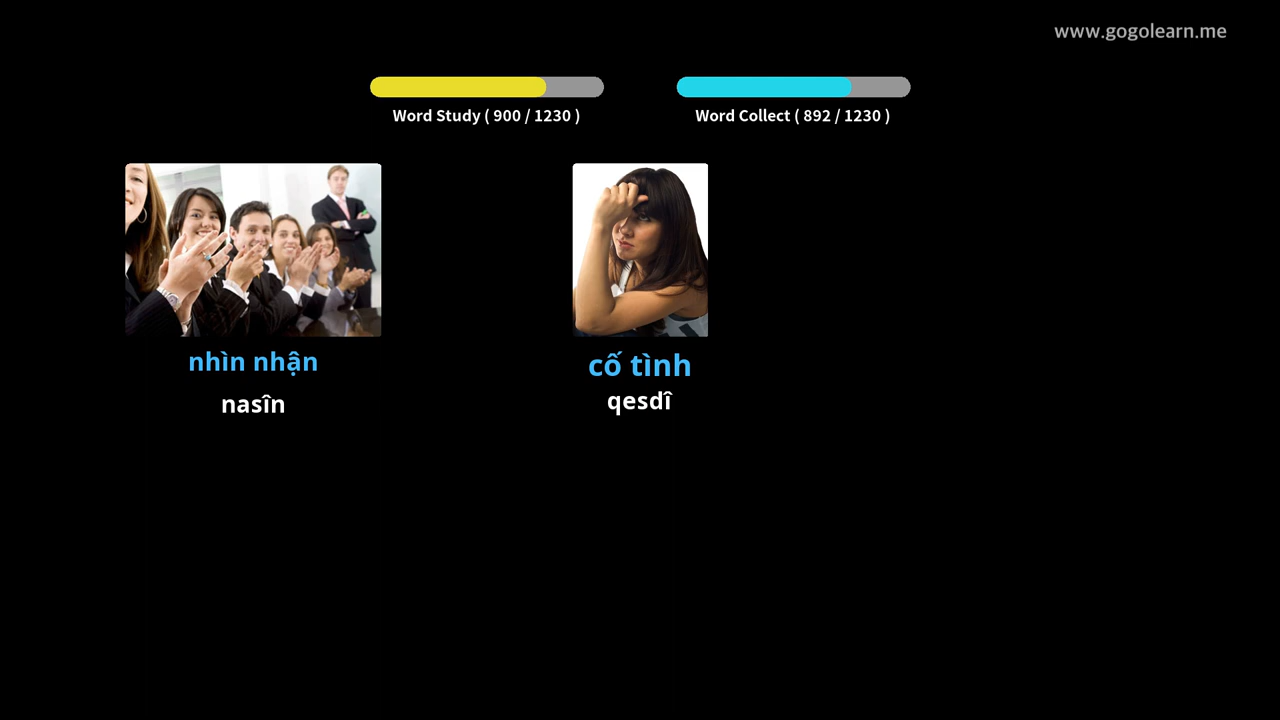 www.gogolearn.me
Word Study ( 900 / 1230 )
Word Collect ( 892 / 1230 )
nhìn nhận
nasîn
cố tình
qesdî